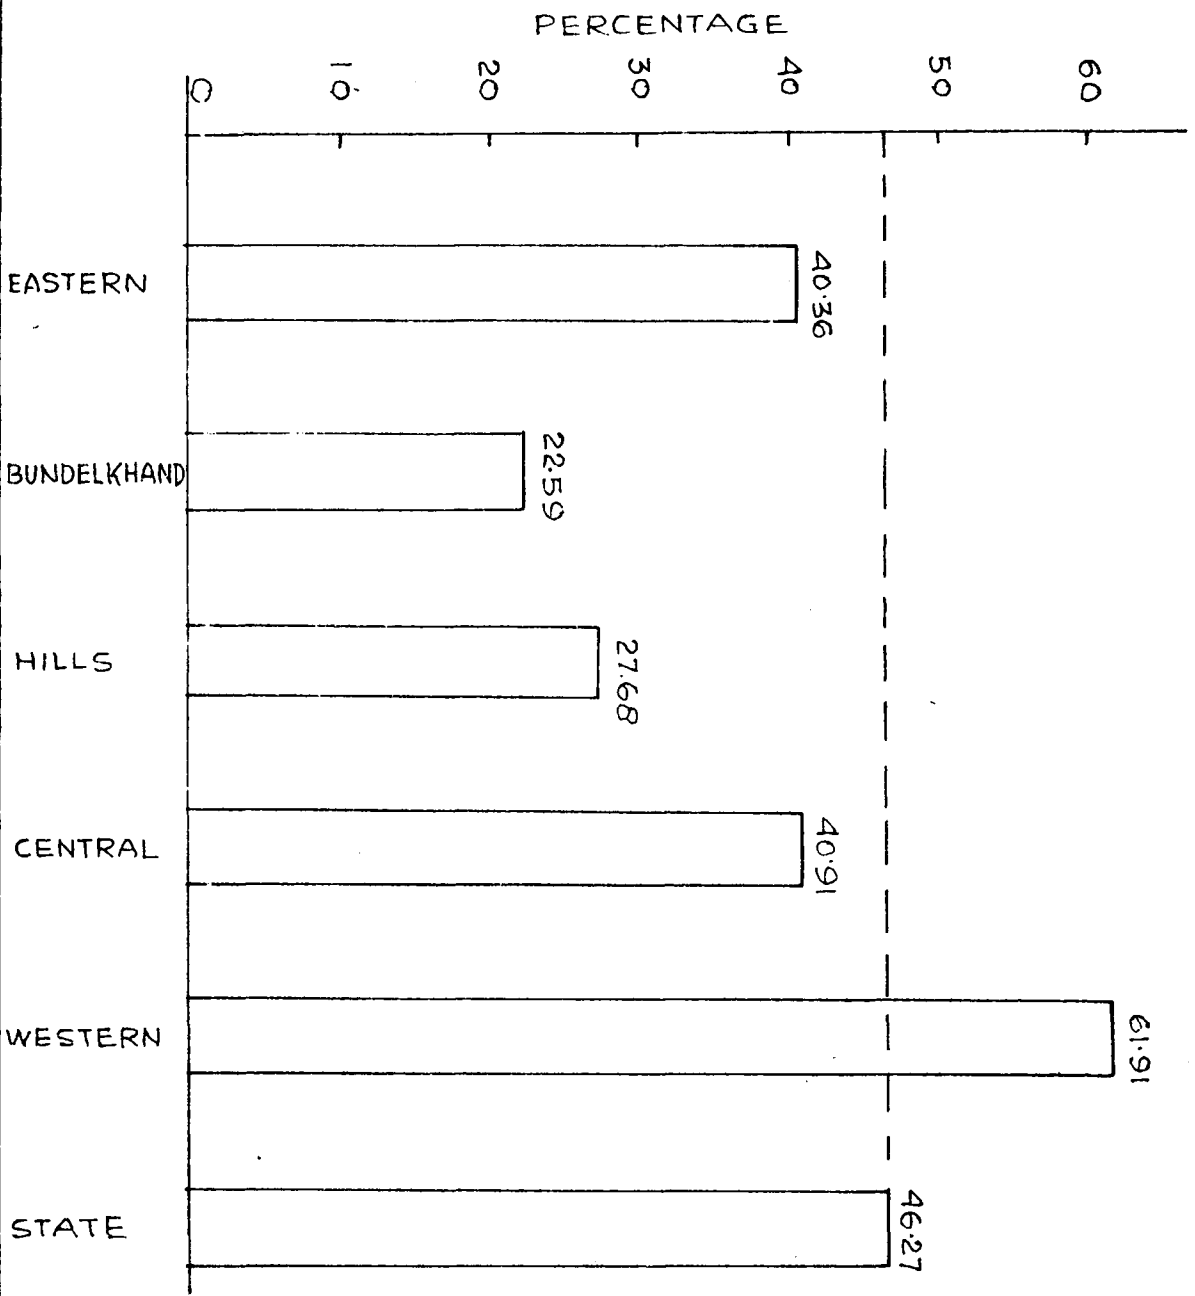 PERCENTAGE
0 10 20 30 40 50 60
EASTERN 40.36
BUNDELKHAND 22.59
HILLS 27.68
CENTRAL 40.91
WESTERN 61.91
STATE 46.27